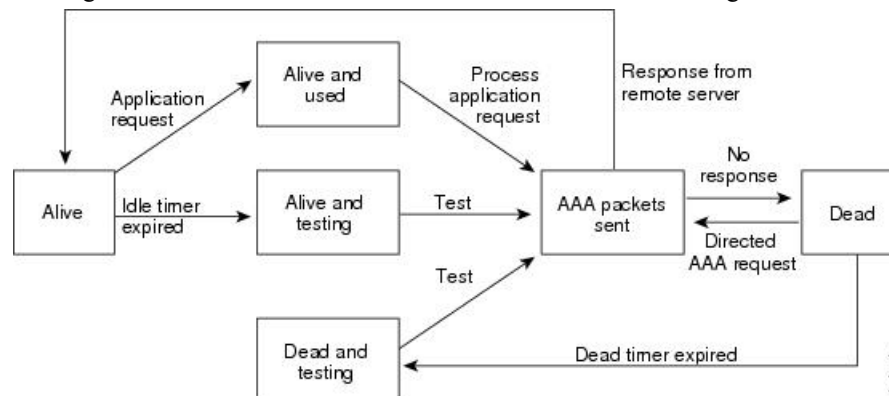 Alive and
used
Process
application
request
Response from
remote server
Application
request
No
response
Alive
Idle timer
expired
Alive and
testing
Test
AAA packets
sent
Dead
Directed
AAA request
Test
Dead and
testing
Dead timer expired